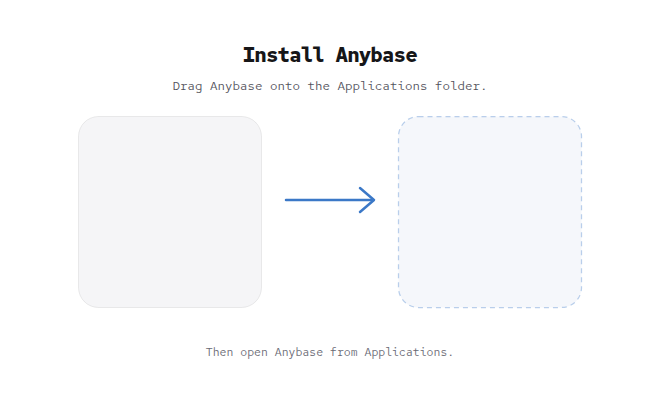 Install Anybase
Drag Anybase onto the Applications folder.
Then open Anybase from Applications.